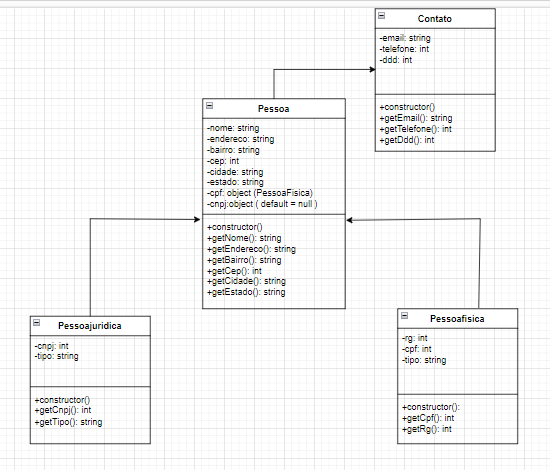 Contato
-email: string
-telefone: int
-ddd: int
+constructor()
+getEmail(): string
+getTelefone(): int
+getDdd(): int
Pessoa
-nome: string
-endereco: string
-bairro: string
-cep: int
-cidade: string
-estado: string
-cpf: object (PessoaFisica)
-cnpj:object ( default = null )
+constructor()
+getNome(): string
+getEndereco(): string
+getBairro(): string
+getCep(): int
+getCidade(): string
+getEstado(): string
Pessoajuridica
-cnpj: int
-tipo: string
+constructor()
+getCnpj(): int
+getTipo(): string
Pessoafisica
-rg: int
-cpf: int
-tipo: string
+constructor():
+getCpf(): int
+getRg(): int